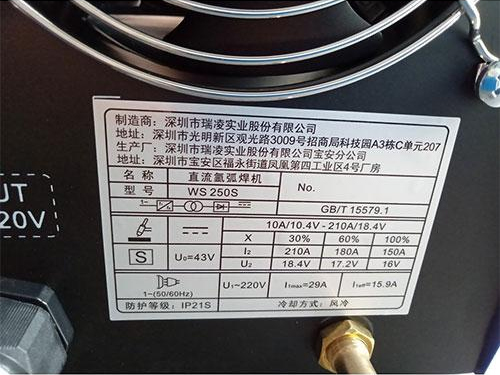 制造商：深圳市瑞凌实业股份有限公司
地址：深圳市光明新区观光路3009号招商局科技园A3栋C单元207
生产厂：深圳市瑞凌实业股份有限公司宝安分公司
地址：深圳市宝安区福永街道凤凰第四工业区4号厂房
名 称 直流氩弧焊机
型 号 WS 250S
No.
1~
GB/T 15579.1
10A/10.4V - 210A/18.4V
X 30% 60% 100%
S U₀=43V I₂ 210A 180A 150A
U₂ 18.4V 17.2V 16V
1~(50/60Hz) U₁~220V I₁max=29A I₁eff=15.9A
防护等级：IP21S 冷却方式：风冷
UT
20V